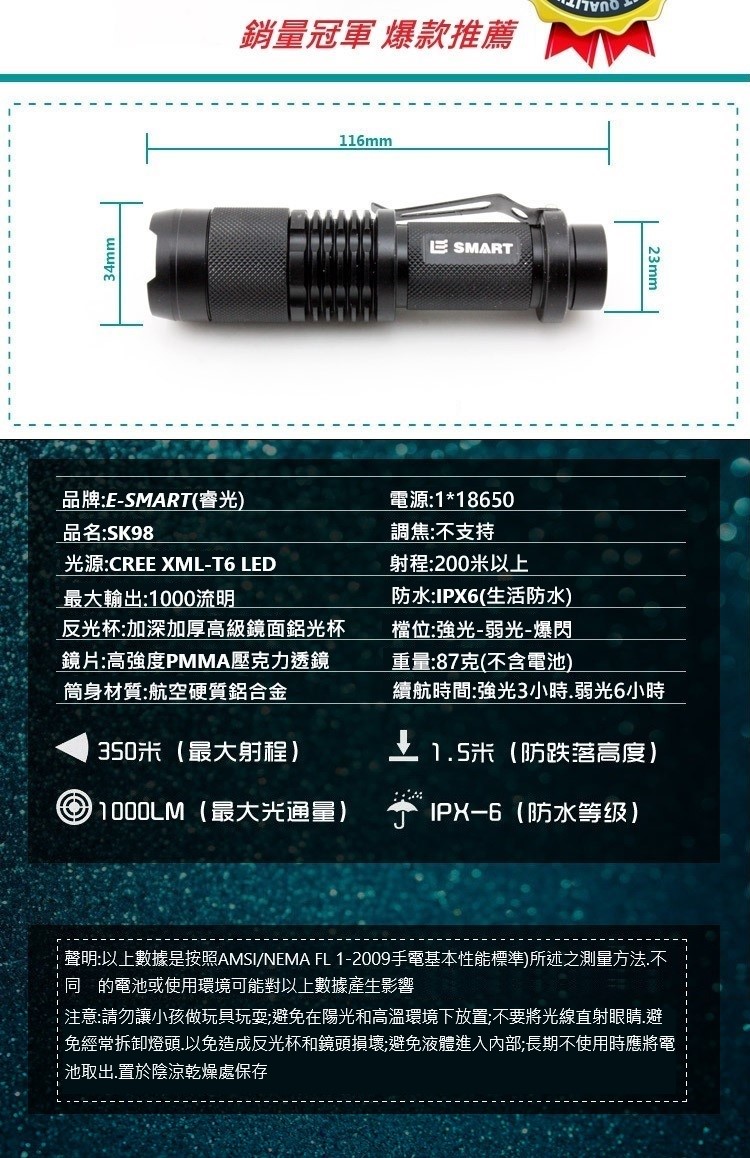 QUALITY
銷量冠軍 爆款推薦
116mm
34mm
E SMART
23mm
品牌:E-SMART(睿光) 電源:1*18650
品名:SK98 調焦:不支持
光源:CREE XML-T6 LED 射程:200米以上
最大輸出:1000流明 防水:IPX6(生活防水)
反光杯:加深加厚高級鏡面鋁光杯 檔位:強光-弱光-爆閃
鏡片:高強度PMMA壓克力透鏡 重量:87克(不含電池)
筒身材質:航空硬質鋁合金 續航時間:強光3小時.弱光6小時
350米（最大射程） 1.5米（防跌落高度）
1000LM（最大光通量） IPX-6（防水等级）
聲明:以上數據是按照AMSI/NEMA FL 1-2009手電基本性能標準)所述之測量方法.不
同 的電池或使用環境可能對以上數據產生影響
注意:請勿讓小孩做玩具玩耍;避免在陽光和高溫環境下放置;不要將光線直射眼睛.避
免經常拆卸燈頭.以免造成反光杯和鏡頭損壞;避免液體進入內部;長期不使用時應將電
池取出.置於陰涼乾燥處保存